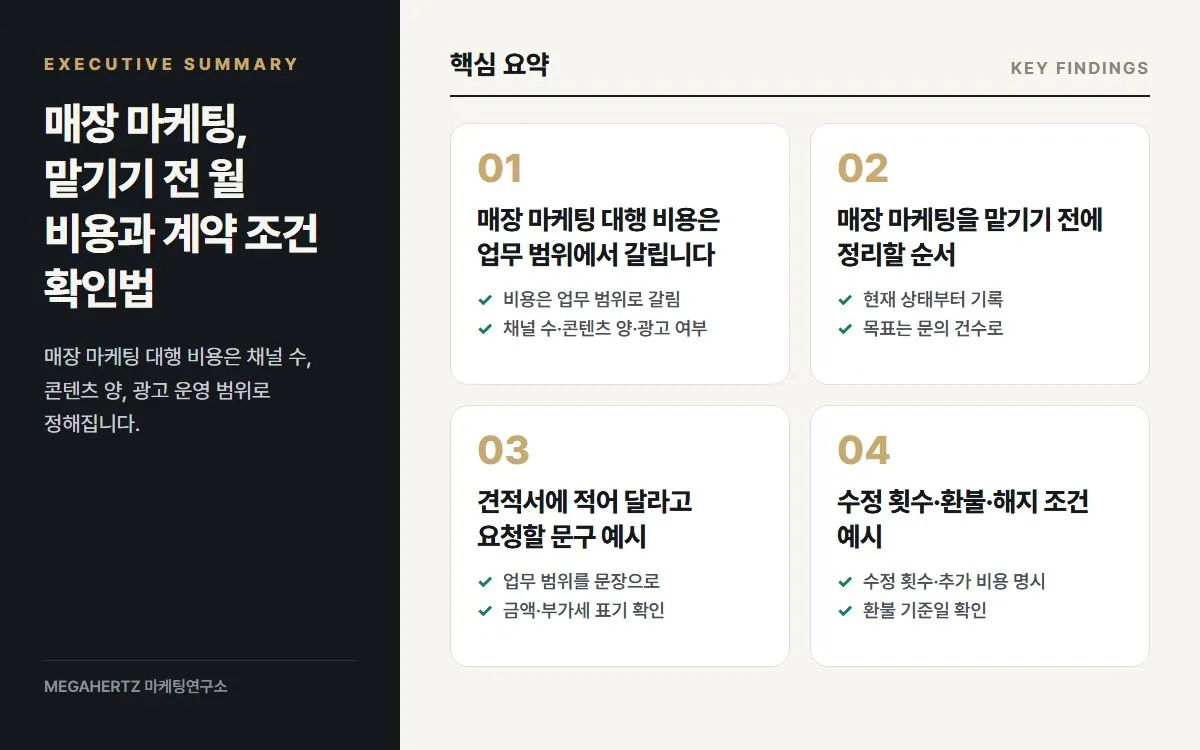 EXECUTIVE SUMMARY
매장 마케팅,
맡기기 전 월
비용과 계약 조건
확인법
매장 마케팅 대행 비용은 채널 수,
콘텐츠 양, 광고 운영 범위로
정해집니다.
MEGAHERTZ 마케팅연구소
핵심 요약
KEY FINDINGS
01
매장 마케팅 대행 비용은
업무 범위에서 갈립니다
비용은 업무 범위로 갈림
채널 수·콘텐츠 양·광고 여부
02
매장 마케팅을 맡기기 전에
정리할 순서
현재 상태부터 기록
목표는 문의 건수로
03
견적서에 적어 달라고
요청할 문구 예시
업무 범위를 문장으로
금액·부가세 표기 확인
04
수정 횟수·환불·해지 조건
예시
수정 횟수·추가 비용 명시
환불 기준일 확인